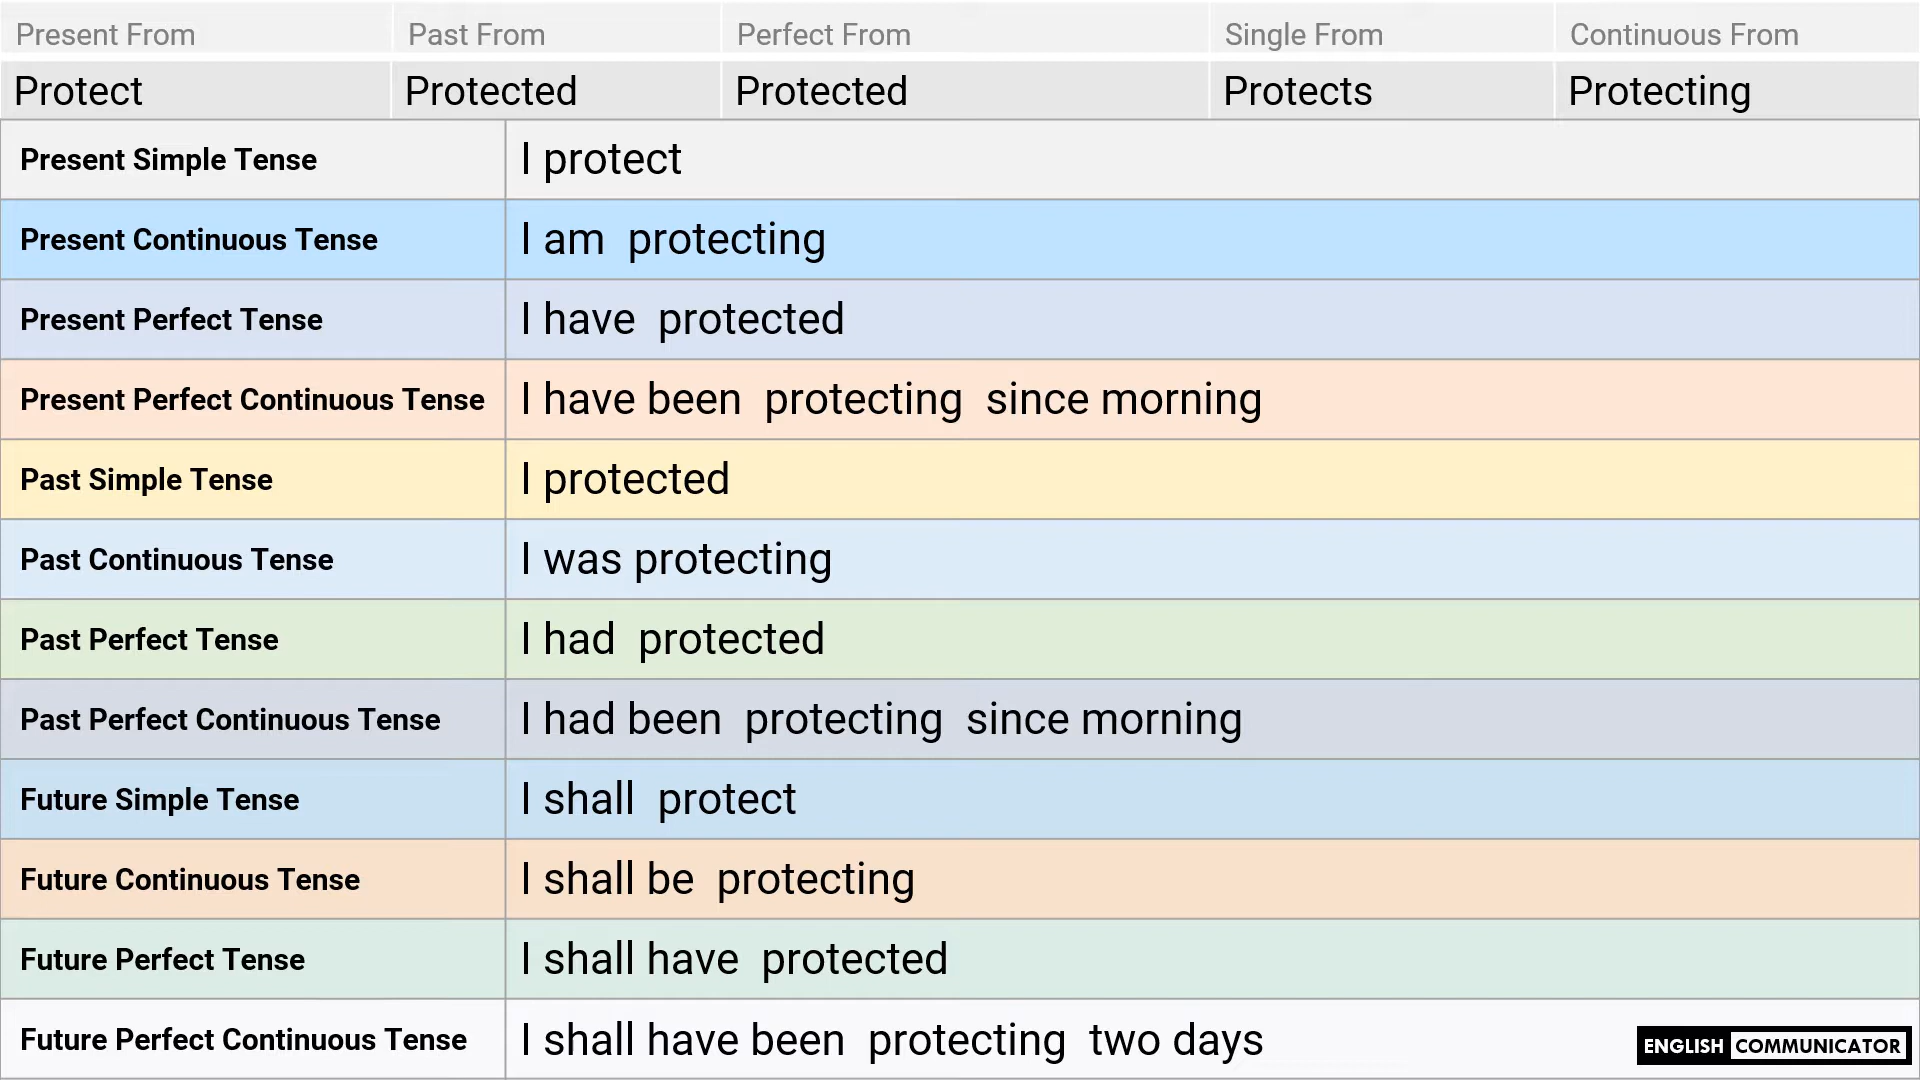 Present From Past From Perfect From Single From Continuous From
Protect Protected Protected Protects Protecting
Present Simple Tense I protect
Present Continuous Tense I am protecting
Present Perfect Tense I have protected
Present Perfect Continuous Tense I have been protecting since morning
Past Simple Tense I protected
Past Continuous Tense I was protecting
Past Perfect Tense I had protected
Past Perfect Continuous Tense I had been protecting since morning
Future Simple Tense I shall protect
Future Continuous Tense I shall be protecting
Future Perfect Tense I shall have protected
Future Perfect Continuous Tense I shall have been protecting two days
ENGLISH COMMUNICATOR